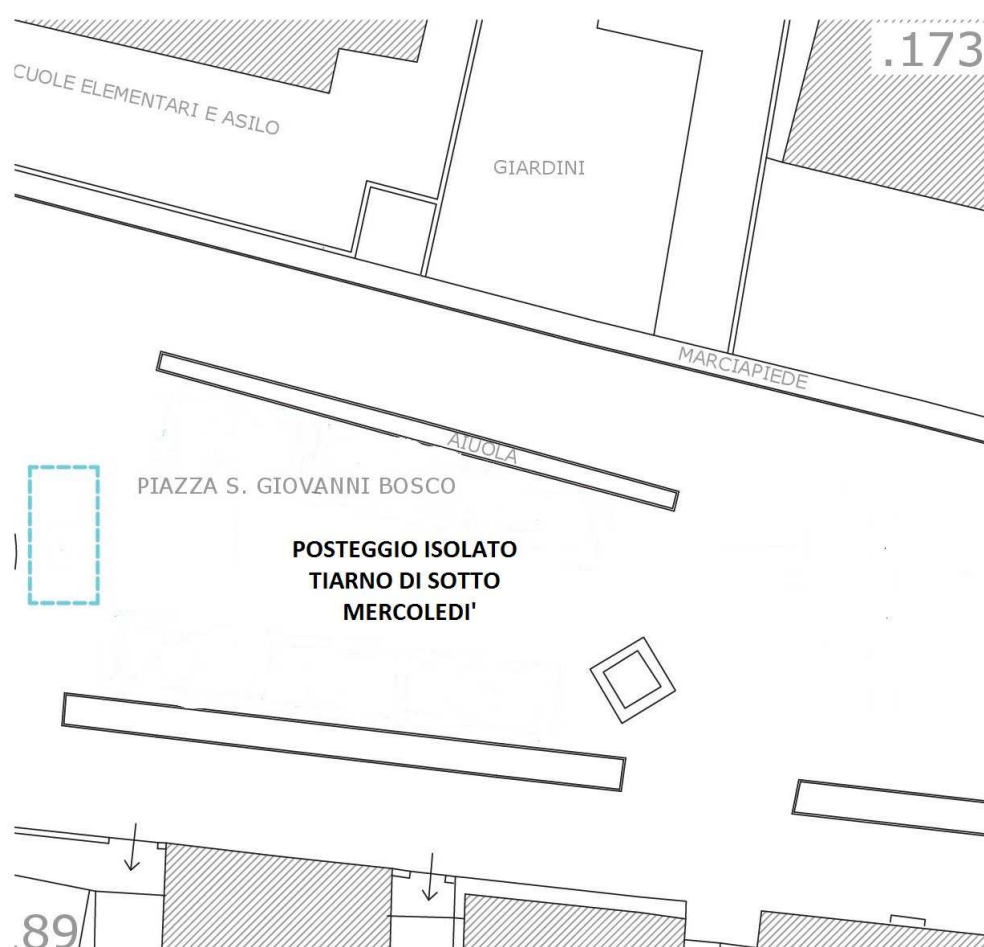 .173
CUOLE ELEMENTARI E ASILO
GIARDINI
MARCIAPIEDE
AIUOLA
PIAZZA S. GIOVANNI BOSCO
POSTEGGIO ISOLATO
TIARNO DI SOTTO
MERCOLEDI'
.89